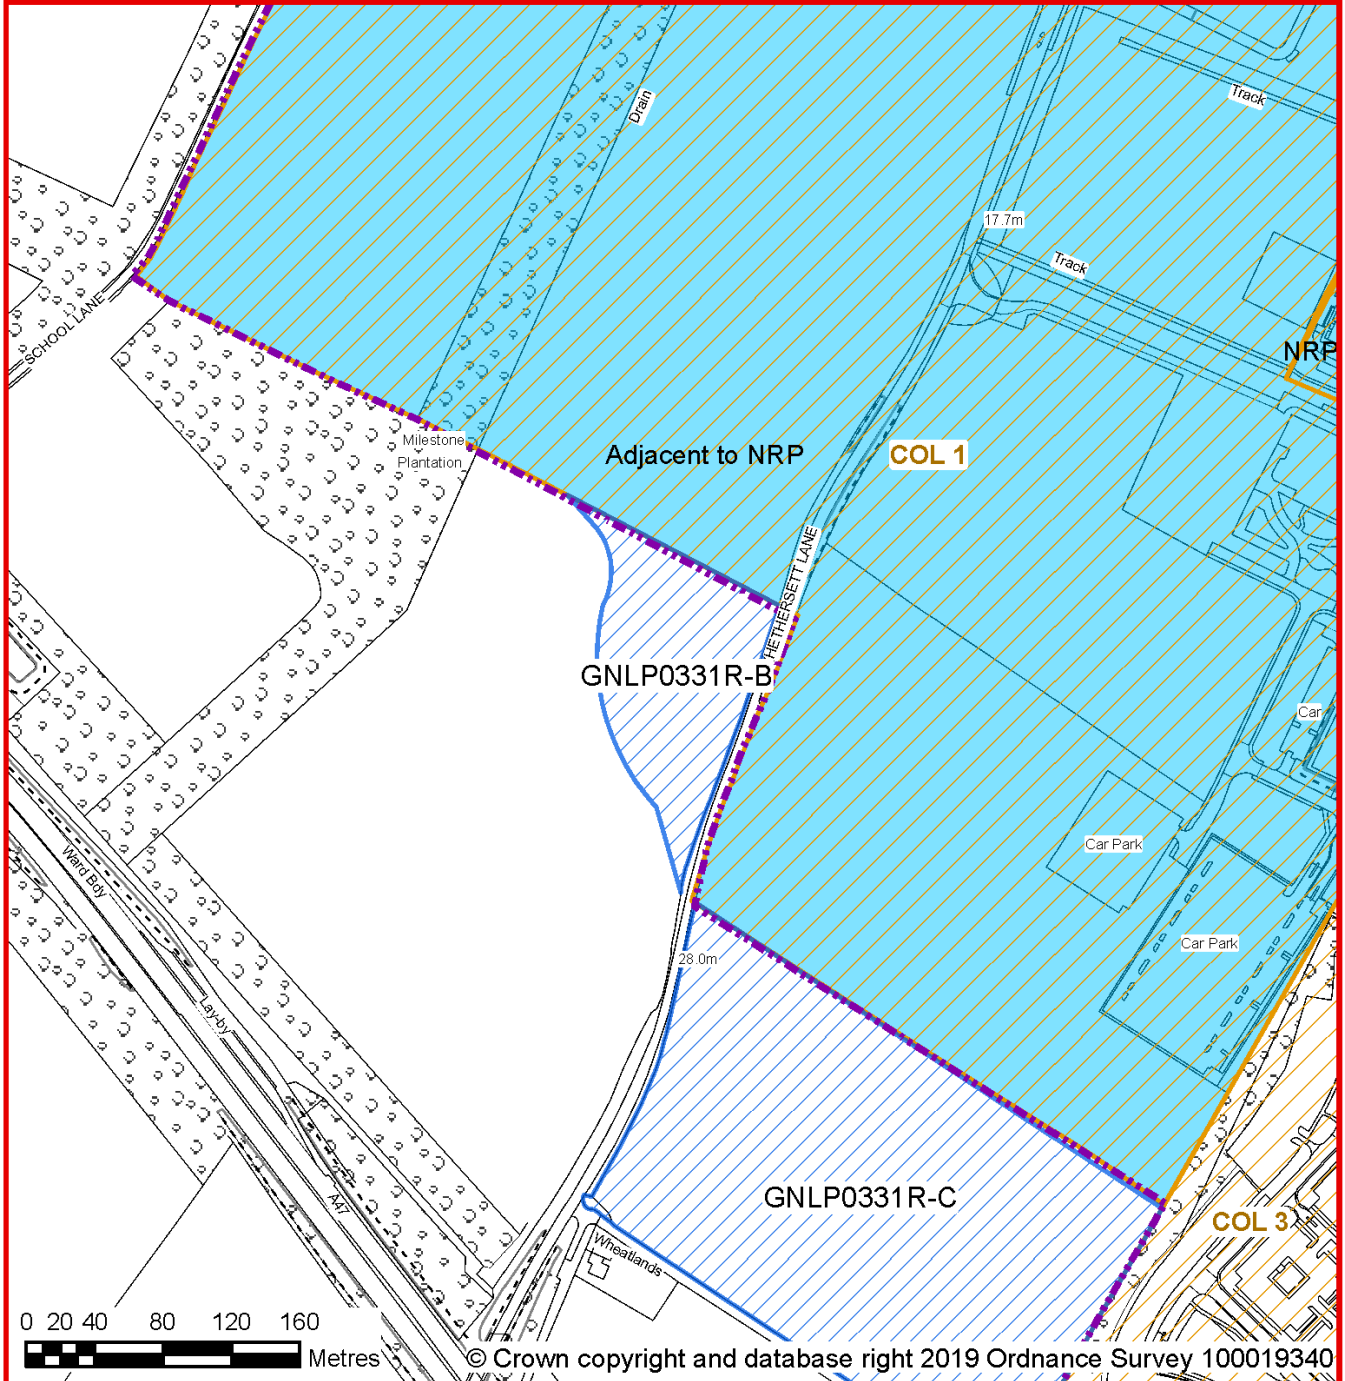 Track
Drain
17.7m
Track
SCHOOL LANE
NRP
Milestone
Plantation
Adjacent to NRP
COL 1
HETHERSETT LANE
GNLP0331R-B
Car
Car Park
Ward Bdy
Car Park
28.0m
Lay-by
A47
GNLP0331R-C
COL 3
Wheatlands
0 20 40 80 120 160
Metres
© Crown copyright and database right 2019 Ordnance Survey 100019340